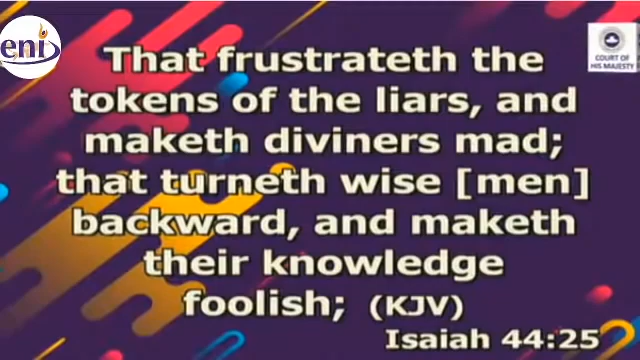 eni
COURT OF
HIS MAJESTY
That frustrateth the
tokens of the liars, and
maketh diviners mad;
that turneth wise [men]
backward, and maketh
their knowledge
foolish; (KJV)
Isaiah 44:25